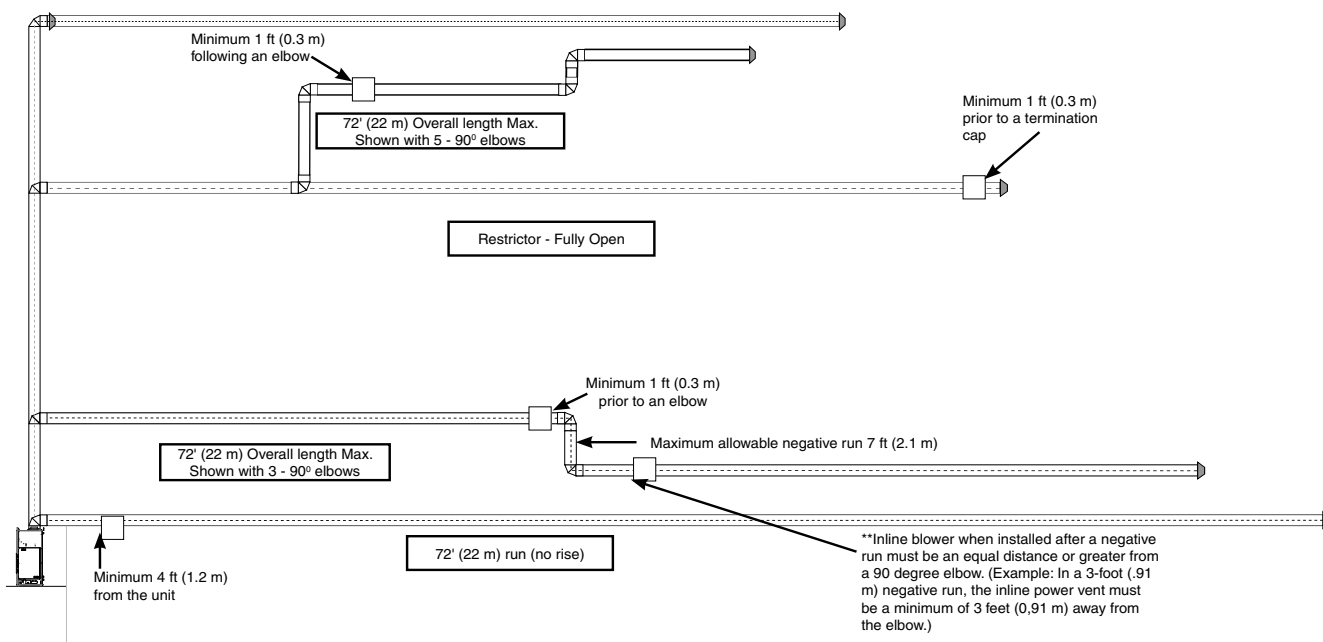 Minimum 1 ft (0.3 m)
following an elbow
72' (22 m) Overall length Max.
Shown with 5 - 90º elbows
Minimum 1 ft (0.3 m)
prior to a termination
cap
Restrictor - Fully Open
Minimum 1 ft (0.3 m)
prior to an elbow
Maximum allowable negative run 7 ft (2.1 m)
72' (22 m) Overall length Max.
Shown with 3 - 90º elbows
72' (22 m) run (no rise)
Minimum 4 ft (1.2 m)
from the unit
**Inline blower when installed after a negative
run must be an equal distance or greater from
a 90 degree elbow. (Example: In a 3-foot (.91
m) negative run, the inline power vent must
be a minimum of 3 feet (0,91 m) away from
the elbow.)